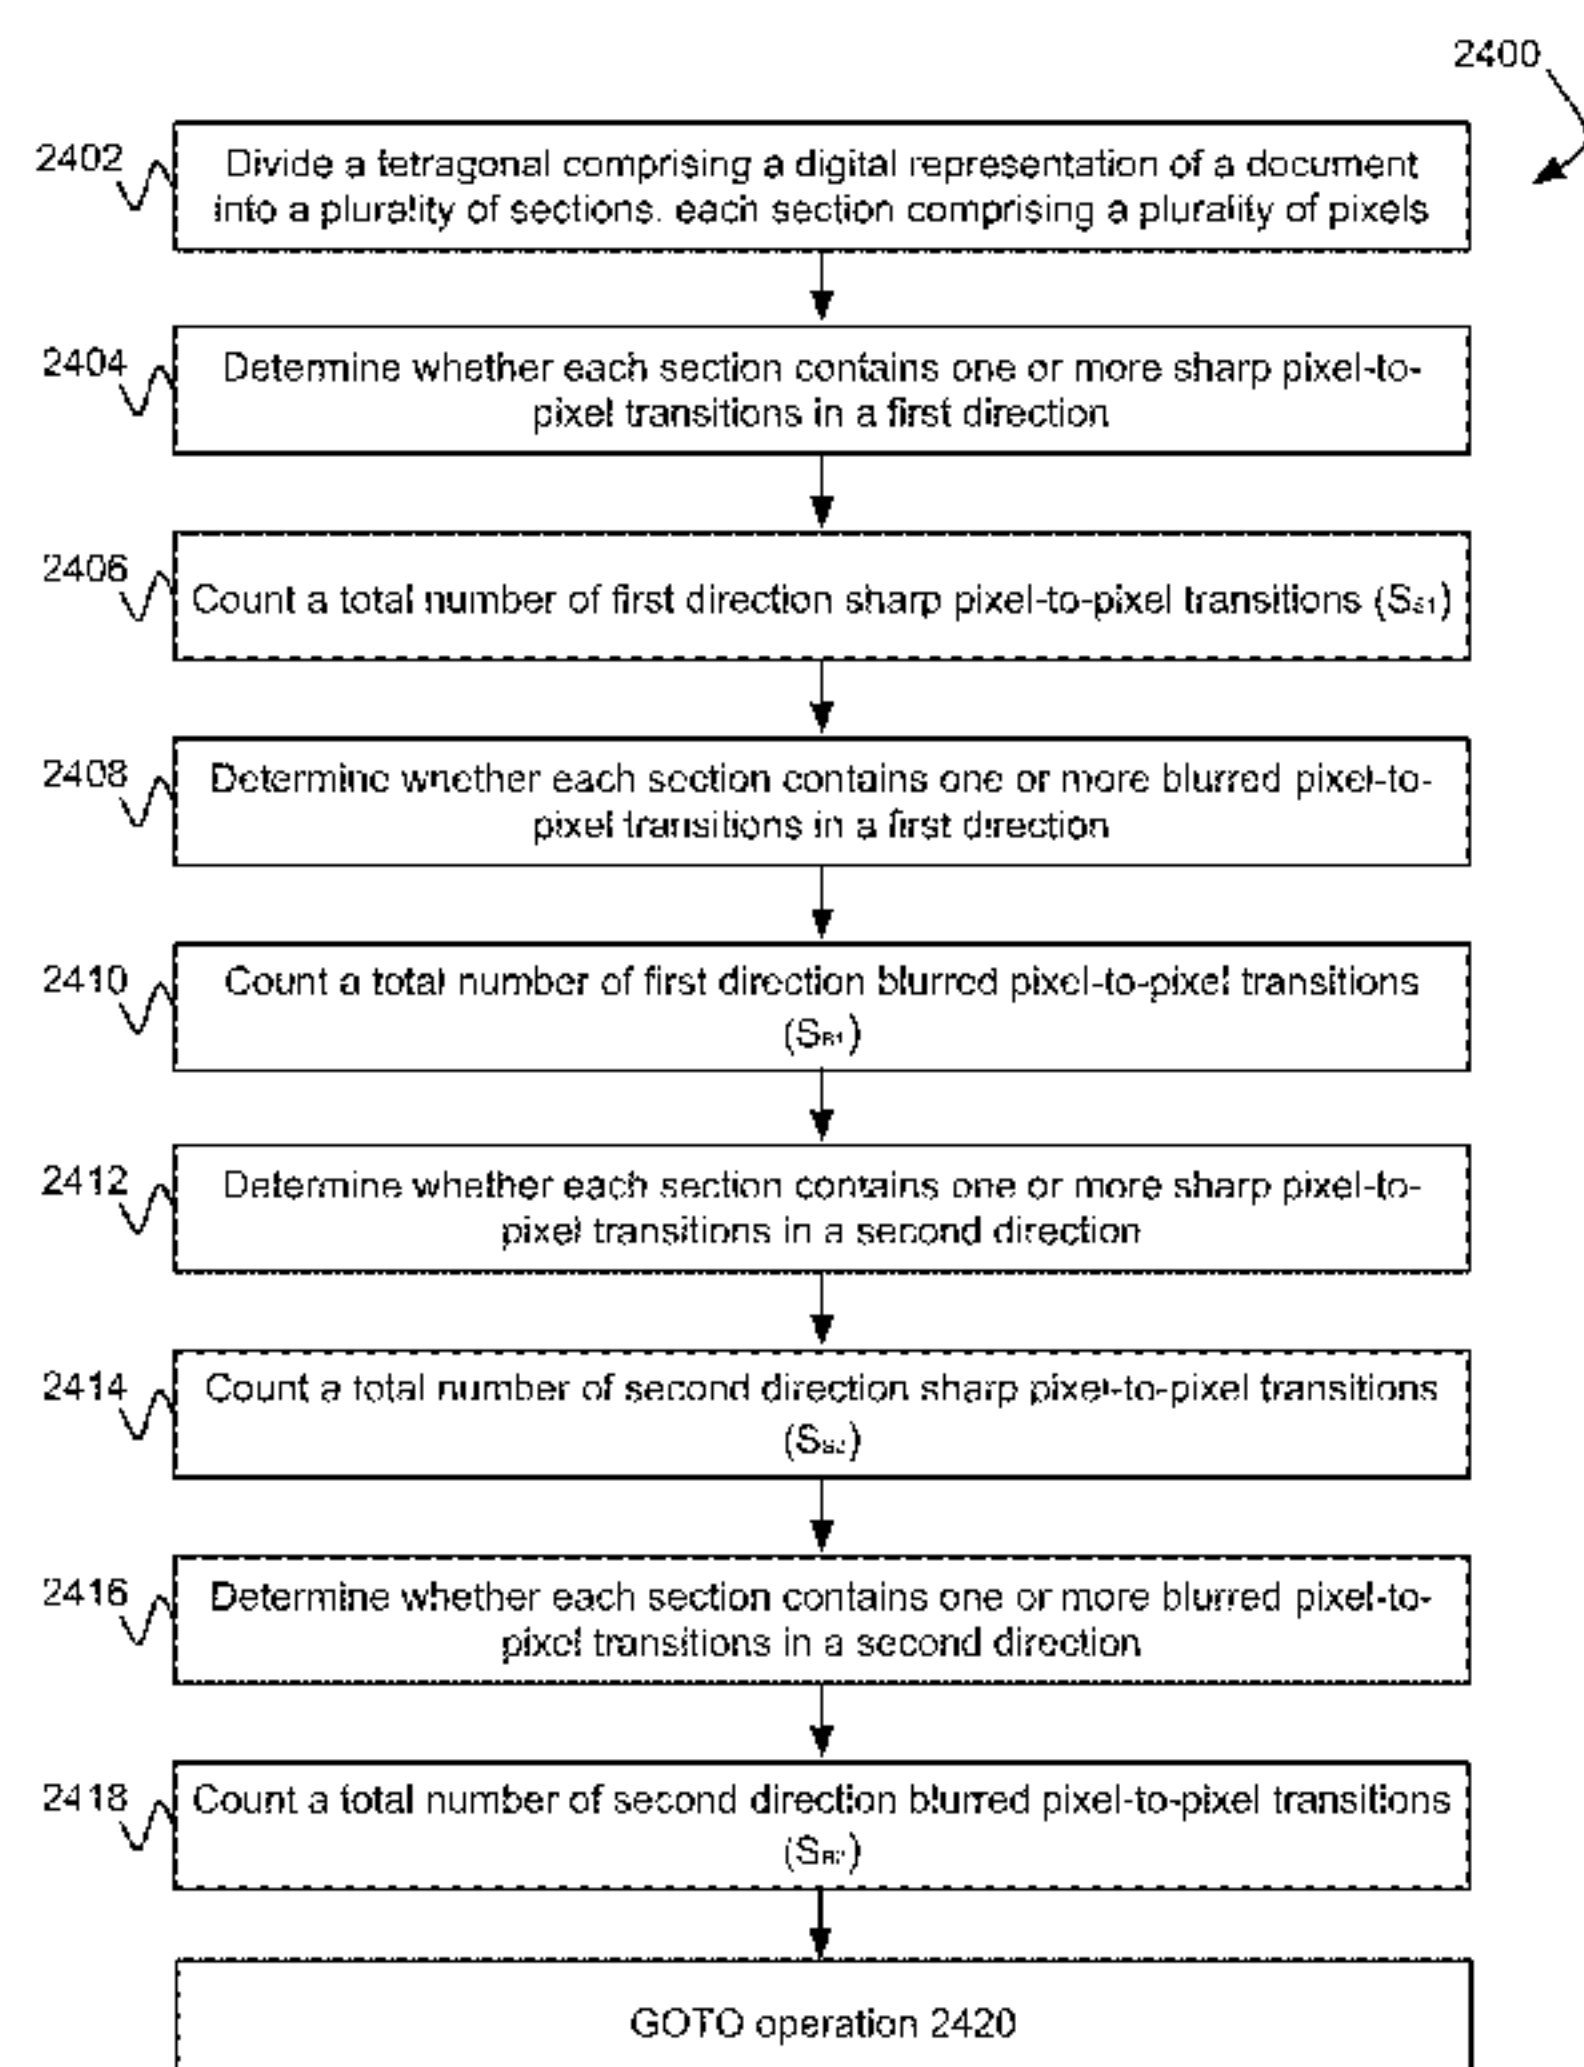 2400
2402
Divide a tetragonal comprising a digital representation of a document
into a plurality of sections, each section comprising a plurality of pixels
2404
Determine whether each section contains one or more sharp pixel-to-
pixel transitions in a first direction
2406
Count a total number of first direction sharp pixel-to-pixel transitions (SS1)
2408
Determine whether each section contains one or more blurred pixel-to-
pixel transitions in a first direction
2410
Count a total number of first direction blurred pixel-to-pixel transitions
(SB1)
2412
Determine whether each section contains one or more sharp pixel-to-
pixel transitions in a second direction
2414
Count a total number of second direction sharp pixel-to-pixel transitions
(SS2)
2416
Determine whether each section contains one or more blurred pixel-to-
pixel transitions in a second direction
2418
Count a total number of second direction blurred pixel-to-pixel transitions
(SB2)
GOTO operation 2420